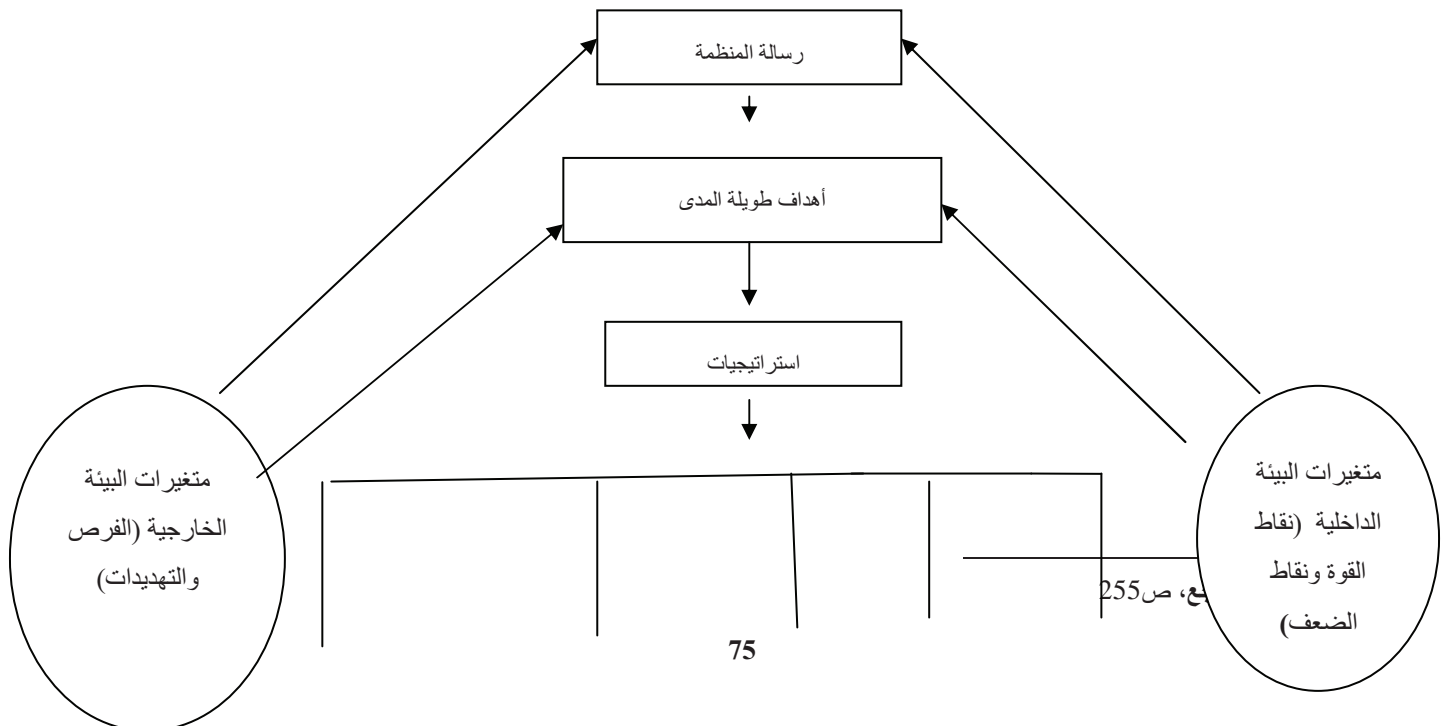 رسالة المنظمة
أهداف طويلة المدى
استراتيجيات
متغيرات البيئة
الداخلية (نقاط
القوة ونقاط
الضعف)
متغيرات البيئة
الخارجية (الفرص
والتهديدات)
، ص255
75